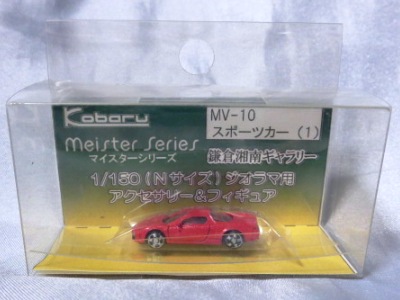 Kobaru
MV-10
スポーツカー（1）
meister Series
マイスターシリーズ
鎌倉湘南ギャラリー
1/150（Nサイズ）ジオラマ用
アクセサリー&フィギュア